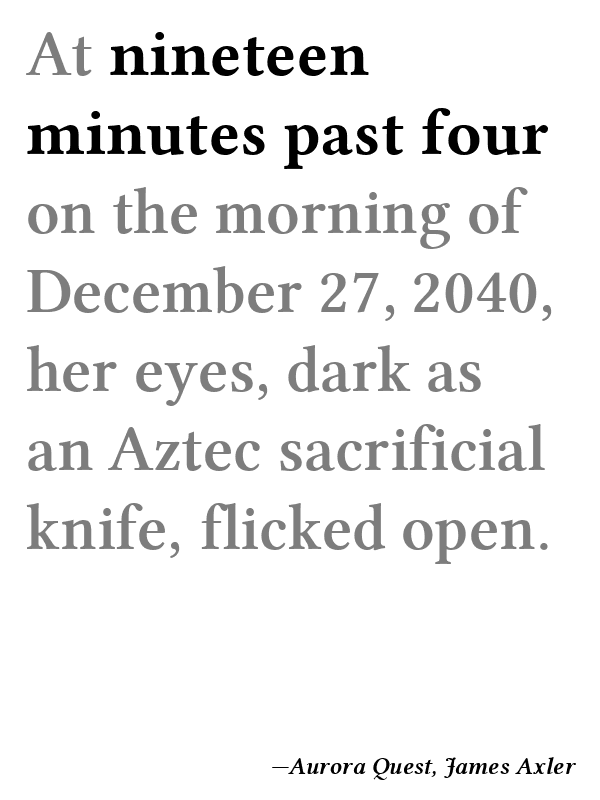 At nineteen
minutes past four
on the morning of
December 27, 2040,
her eyes, dark as
an Aztec sacrificial
knife, flicked open.
—Aurora Quest, James Axler